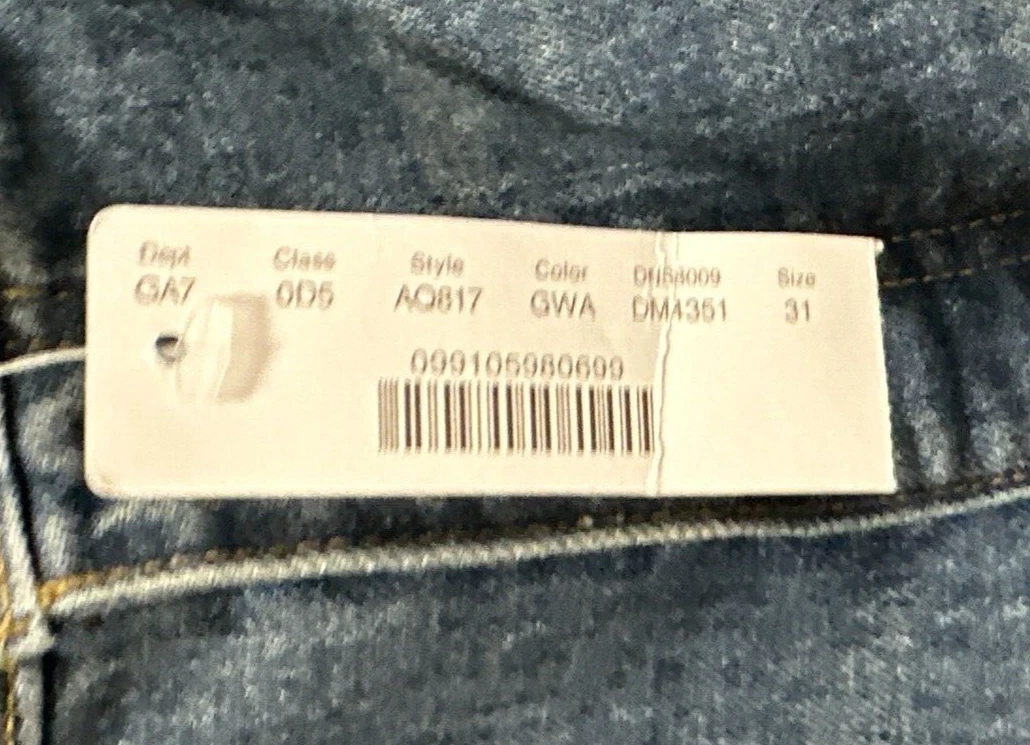 Dept Class Style Color Size
GA7 0D5 AQ817 GWA DM4351 31
099105980699